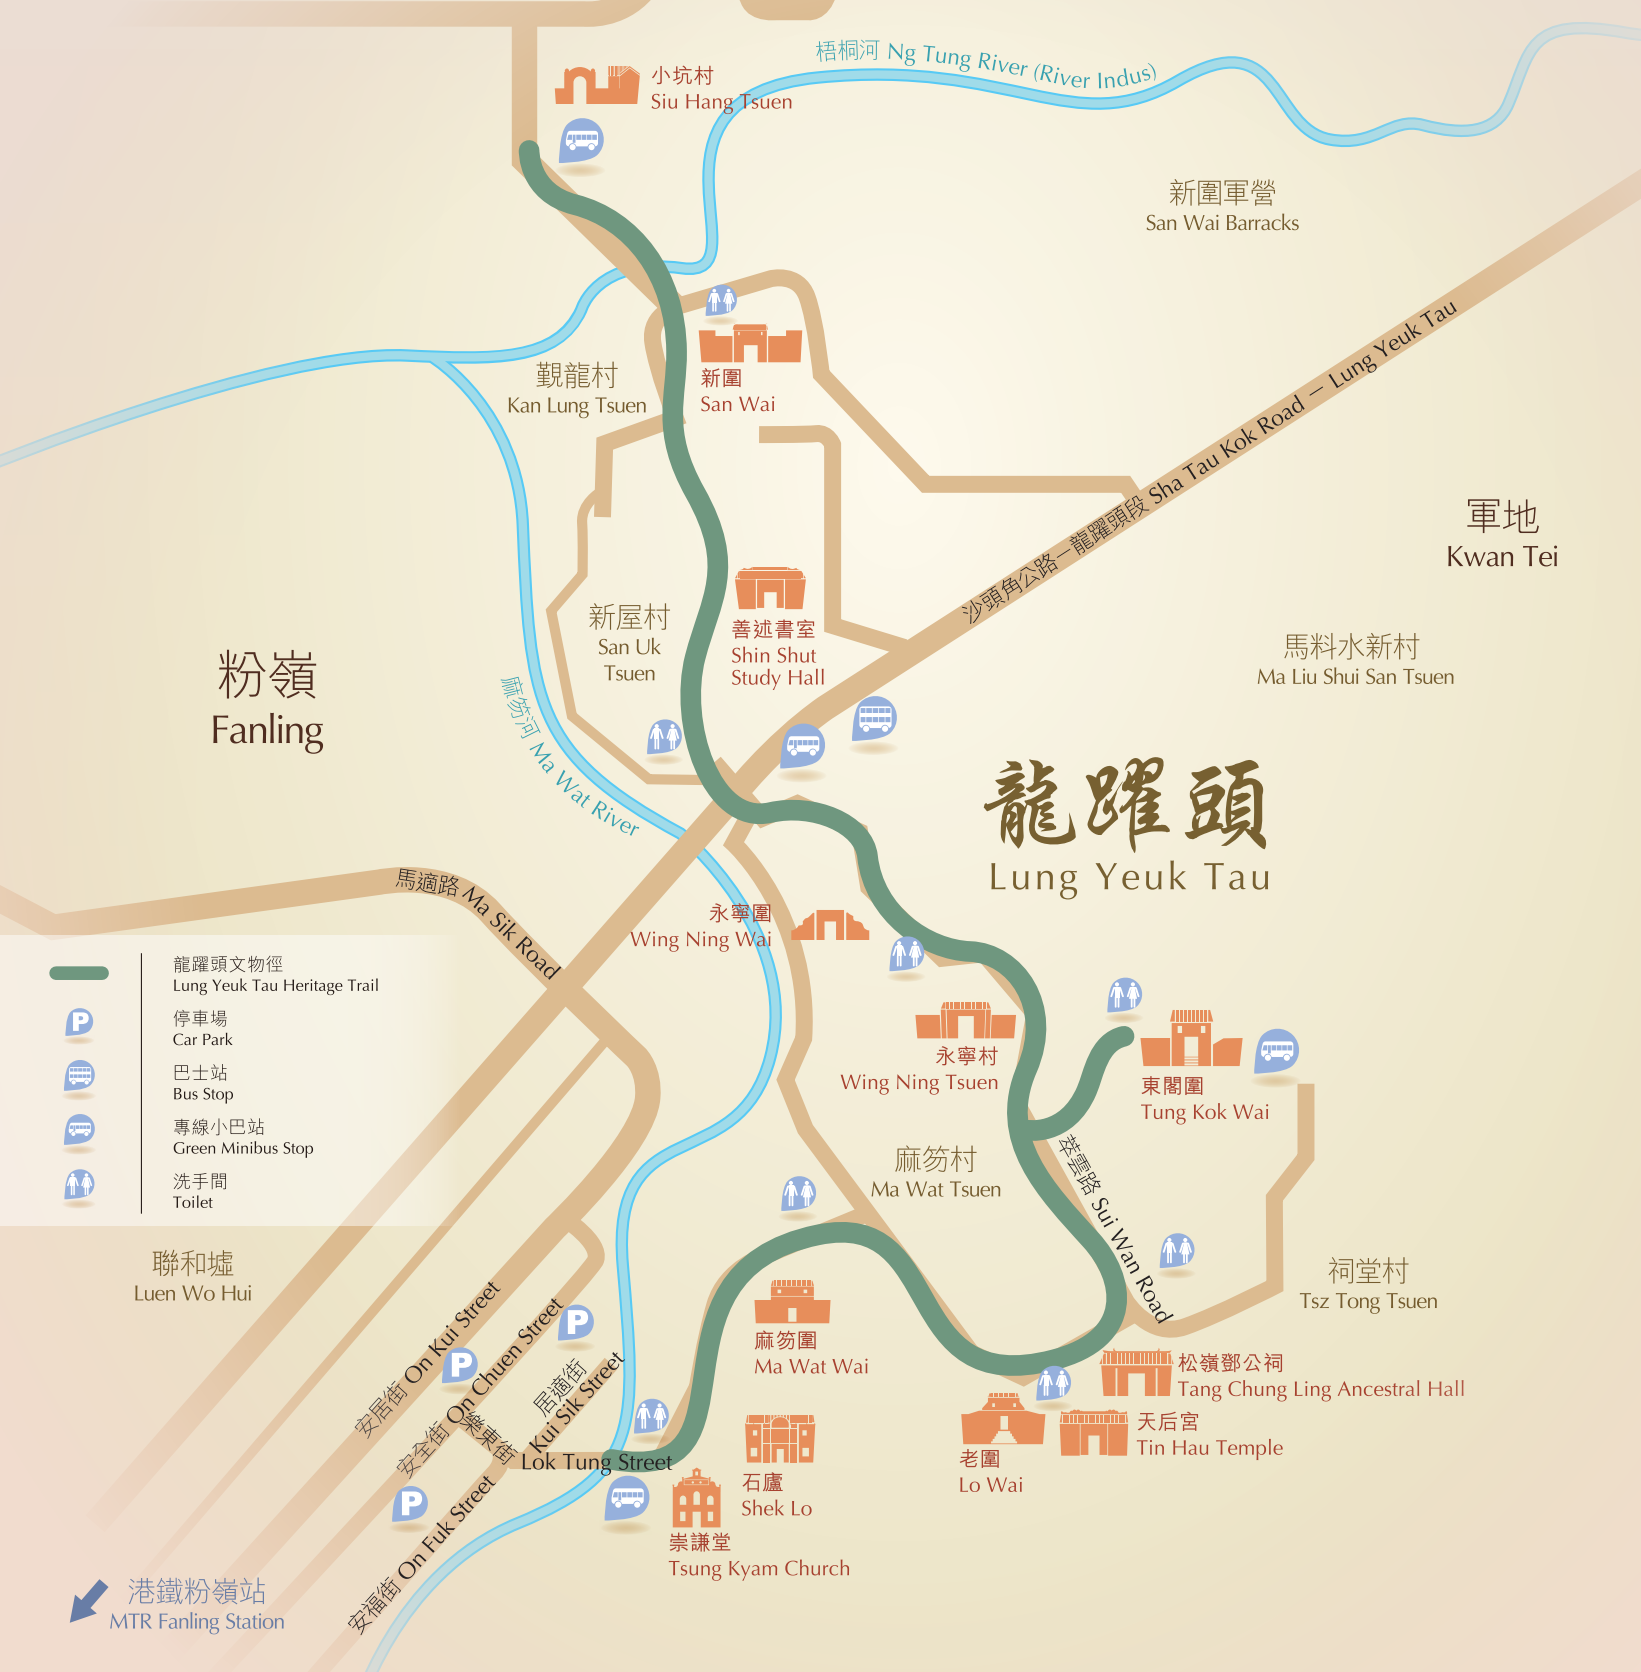 梧桐河 Ng Tung River (River Indus)
小坑村
Siu Hang Tsuen
新圍軍營
San Wai Barracks
覲龍村
Kan Lung Tsuen
新圍
San Wai
沙頭角公路－龍躍頭段 Sha Tau Kok Road – Lung Yeuk Tau
軍地
Kwan Tei
新屋村
San Uk
Tsuen
善述書室
Shin Shut
Study Hall
馬料水新村
Ma Liu Shui San Tsuen
粉嶺
Fanling
麻笏河 Ma Wat River
龍躍頭
Lung Yeuk Tau
馬適路 Ma Sik Road
永寧圍
Wing Ning Wai
龍躍頭文物徑
Lung Yeuk Tau Heritage Trail
P
停車場
Car Park
巴士站
Bus Stop
專線小巴站
Green Minibus Stop
洗手間
Toilet
永寧村
Wing Ning Tsuen
東閣圍
Tung Kok Wai
麻笏村
Ma Wat Tsuen
萃雲路 Sui Wan Road
聯和墟
Luen Wo Hui
祠堂村
Tsz Tong Tsuen
安居街 On Kui Street
安全街 On Chuen Street
P
P
居適街
Kui Sik Street
樂東街
Lok Tung Street
麻笏圍
Ma Wat Wai
松嶺鄧公祠
Tang Chung Ling Ancestral Hall
天后宮
Tin Hau Temple
老圍
Lo Wai
石廬
Shek Lo
P
安福街 On Fuk Street
崇謙堂
Tsung Kyam Church
港鐵粉嶺站
MTR Fanling Station